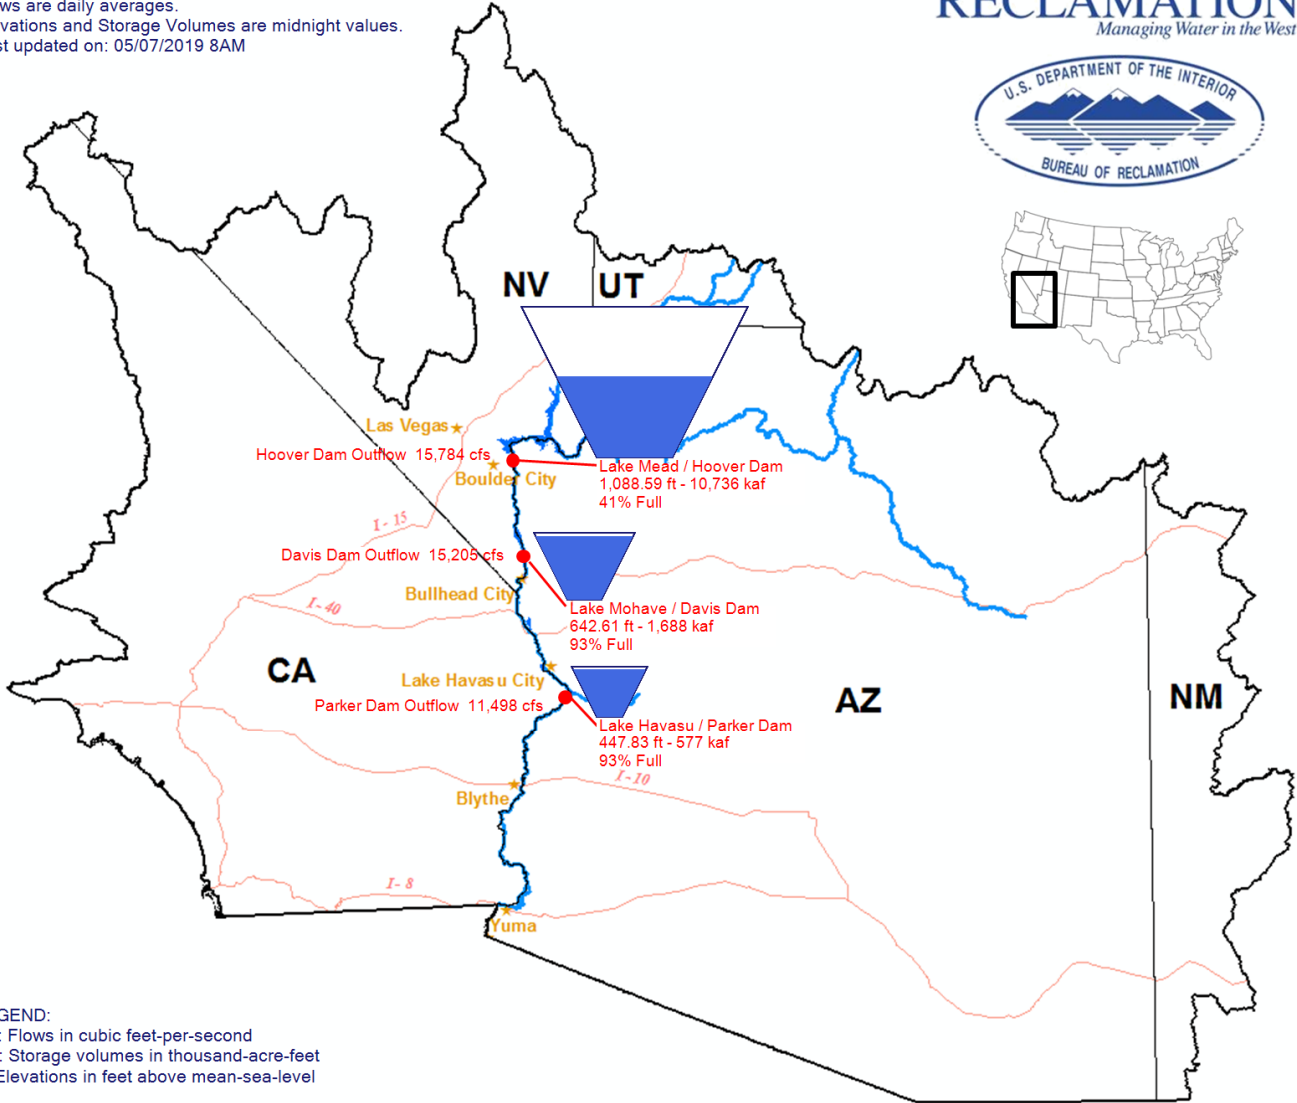 ws are daily averages.
vations and Storage Volumes are midnight values.
st updated on: 05/07/2019 8AM
RECLAMATION
Managing Water in the West
U.S. DEPARTMENT OF THE INTERIOR
BUREAU OF RECLAMATION
NV
UT
Las Vegas
Hoover Dam Outflow 15,784 cfs
Boulder City
Lake Mead / Hoover Dam
1,088.59 ft - 10,736 kaf
41% Full
I-15
Davis Dam Outflow 15,205 cfs
Bullhead City
I-40
Lake Mohave / Davis Dam
642.61 ft - 1,688 kaf
93% Full
CA
Lake Havasu City
Parker Dam Outflow 11,498 cfs
AZ
NM
Lake Havasu / Parker Dam
447.83 ft - 577 kaf
93% Full
I-10
Blythe
I-8
Yuma
GEND:
: Flows in cubic feet-per-second
: Storage volumes in thousand-acre-feet
Elevations in feet above mean-sea-level